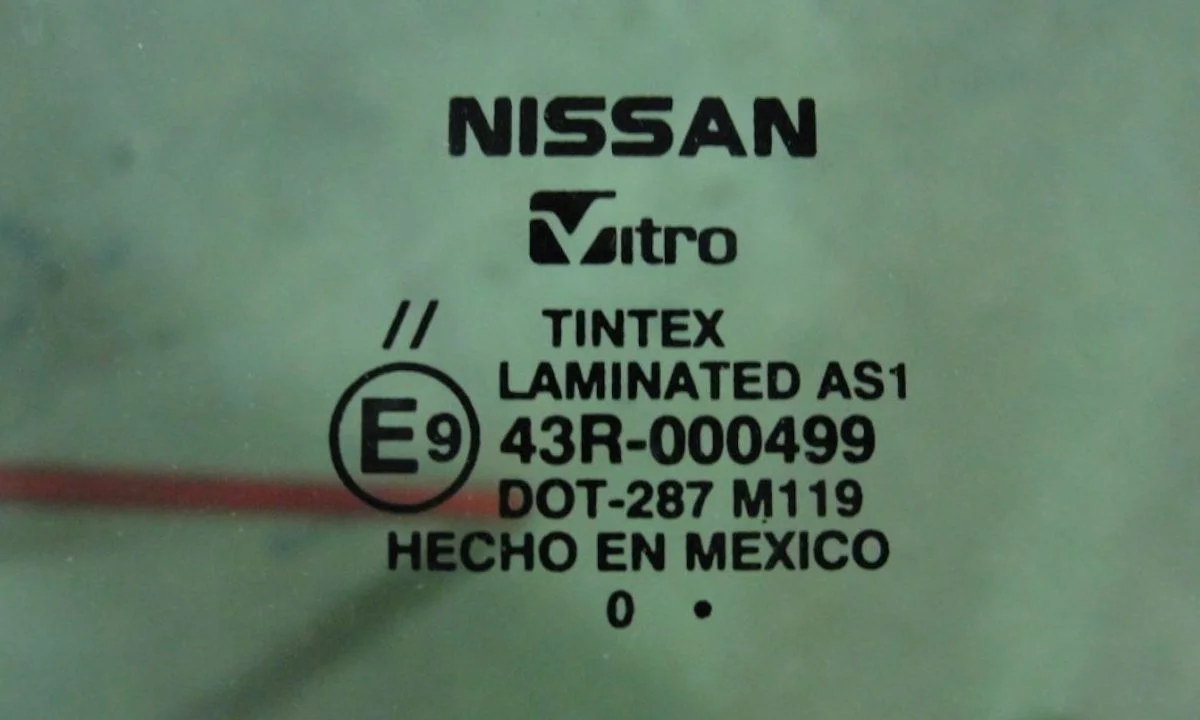 NISSAN
Vitro
// TINTEX
LAMINATED AS1
E9 43R-000499
DOT-287 M119
HECHO EN MEXICO
0 •